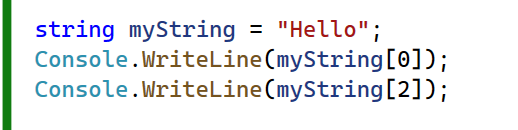 string myString = "Hello";
Console.WriteLine(myString[0]);
Console.WriteLine(myString[2]);